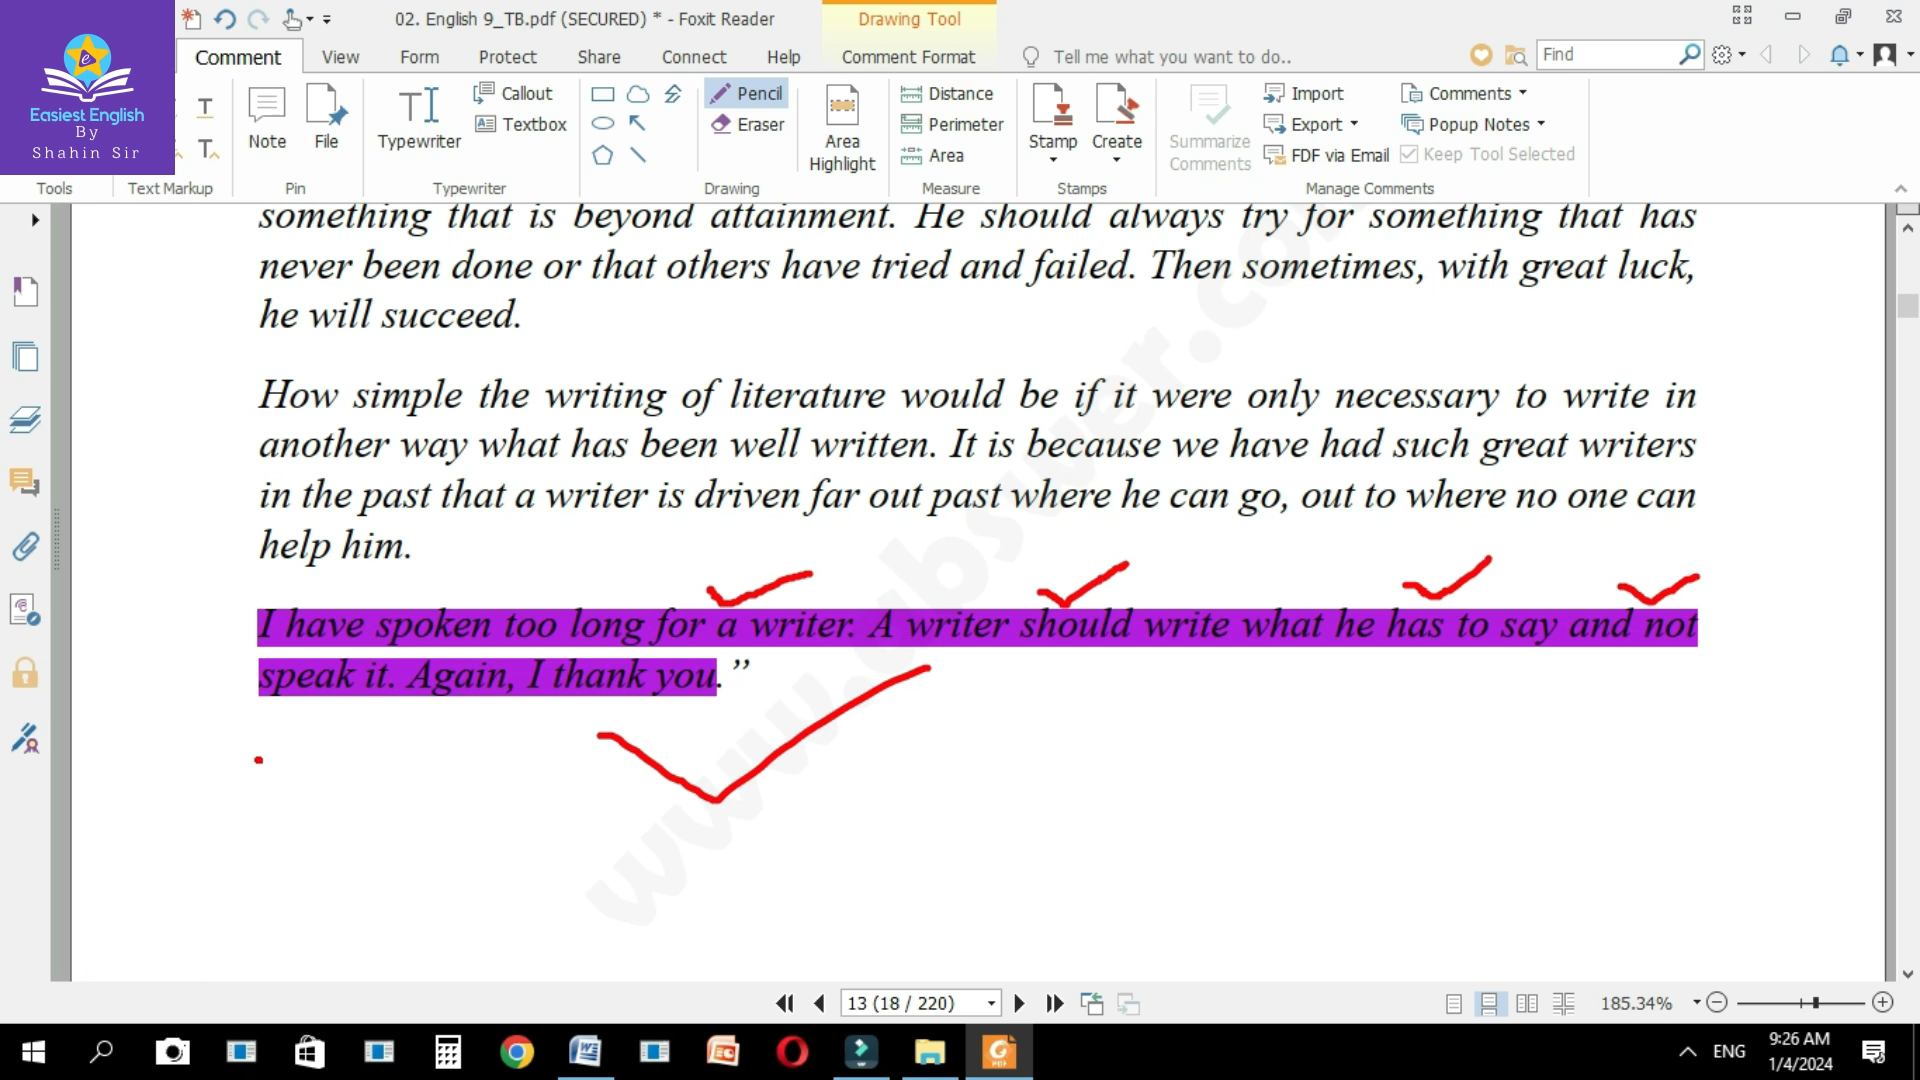 02. English 9_TB.pdf (SECURED) * - Foxit Reader
Drawing Tool
Comment
View
Form
Protect
Share
Connect
Help
Comment Format
Tell me what you want to do..
Find
Easiest English
By
Shahin Sir
Note
File
Typewriter
Callout
Textbox
Pencil
Eraser
Area
Highlight
Distance
Perimeter
Area
Stamp
Create
Summarize
Comments
Import
Export
FDF via Email
Comments
Popup Notes
Keep Tool Selected
Tools
Text Markup
Pin
Typewriter
Drawing
Measure
Stamps
Manage Comments
something that is beyond attainment. He should always try for something that has
never been done or that others have tried and failed. Then sometimes, with great luck,
he will succeed.
How simple the writing of literature would be if it were only necessary to write in
another way what has been well written. It is because we have had such great writers
in the past that a writer is driven far out past where he can go, out to where no one can
help him.
I have spoken too long for a writer. A writer should write what he has to say and not
speak it. Again, I thank you.”
13 (18 / 220)
185.34%
ENG
9:26 AM
1/4/2024